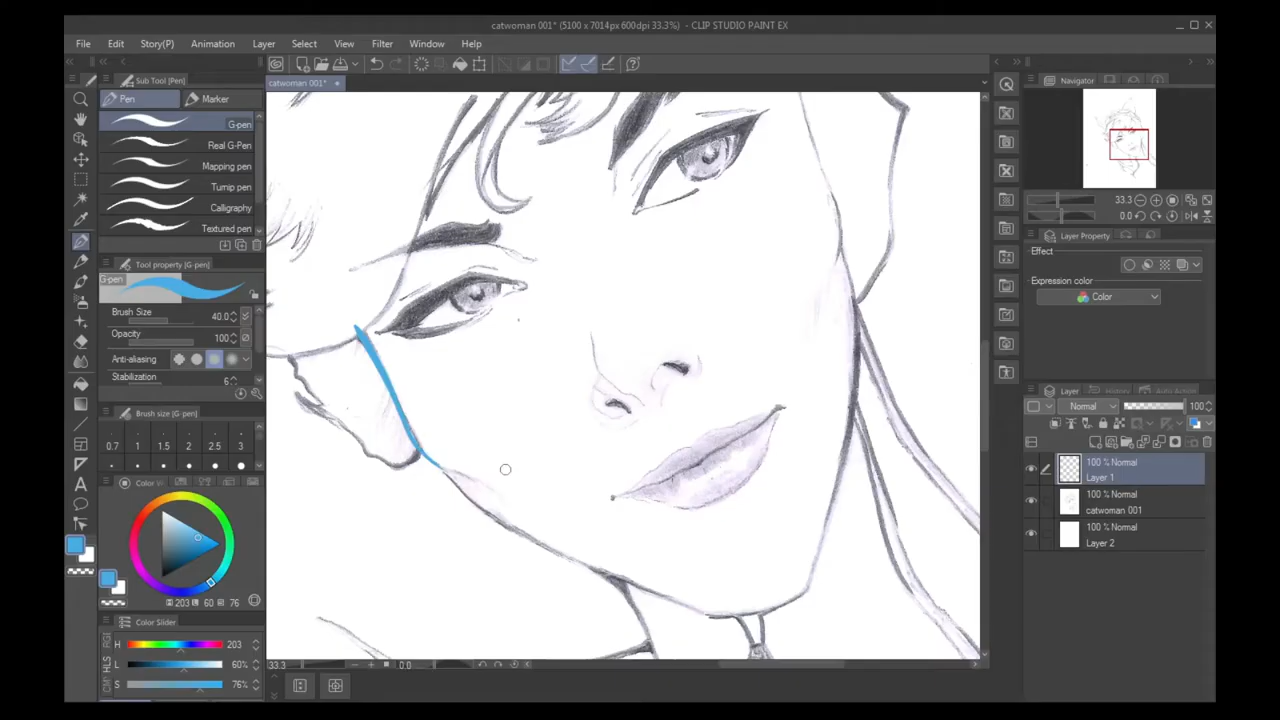 catwoman 001* (5100 x 7014px 600dpi 33.3%) - CLIP STUDIO PAINT EX
File Edit Story(P) Animation Layer Select View Filter Window Help
Sub Tool [Pen]
catwoman 001*
Navigator
Pen
Marker
G-pen
Real G-Pen
Mapping pen
Turnip pen
Calligraphy
Textured pen
33.3
0.0
Layer Property
Effect
Expression color
Color
Tool property [G-pen]
G-pen
Brush Size 40.0
Opacity 100
Anti-aliasing
Stabilization 6
Brush size [G-pen]
0.7 1 1.5 2 2.5 3
Layer
History
Auto Action
Normal
100
100 % Normal
Layer 1
100 % Normal
catwoman 001
100 % Normal
Layer 2
203 60 76
Color Slider
H 203
L 60%
S 76%
HLS
33.3
0.0
A